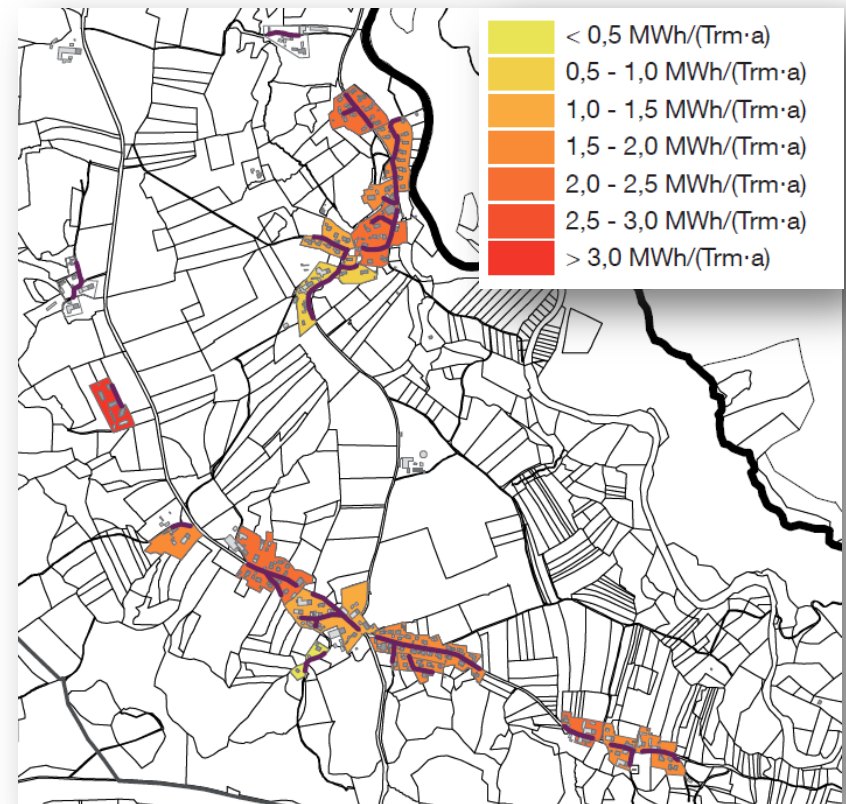 < 0,5 MWh/(Trm·a)
0,5 - 1,0 MWh/(Trm·a)
1,0 - 1,5 MWh/(Trm·a)
1,5 - 2,0 MWh/(Trm·a)
2,0 - 2,5 MWh/(Trm·a)
2,5 - 3,0 MWh/(Trm·a)
> 3,0 MWh/(Trm·a)